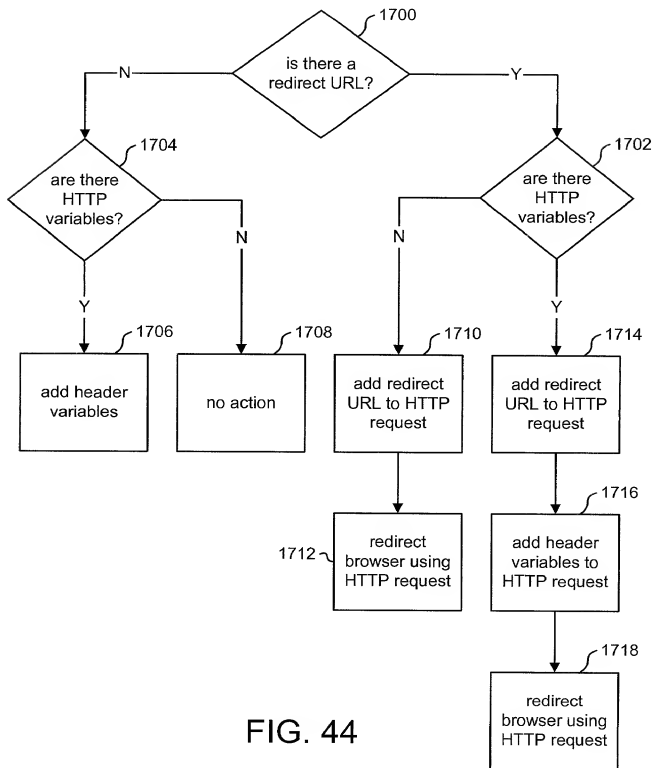 1700
is there a
redirect URL?
N
Y
1704
are there
HTTP
variables?
1702
are there
HTTP
variables?
N
N
Y
Y
1706
add header
variables
1708
no action
1710
add redirect
URL to HTTP
request
1714
add redirect
URL to HTTP
request
1712
redirect
browser using
HTTP request
1716
add header
variables to
HTTP request
1718
redirect
browser using
HTTP request
FIG. 44